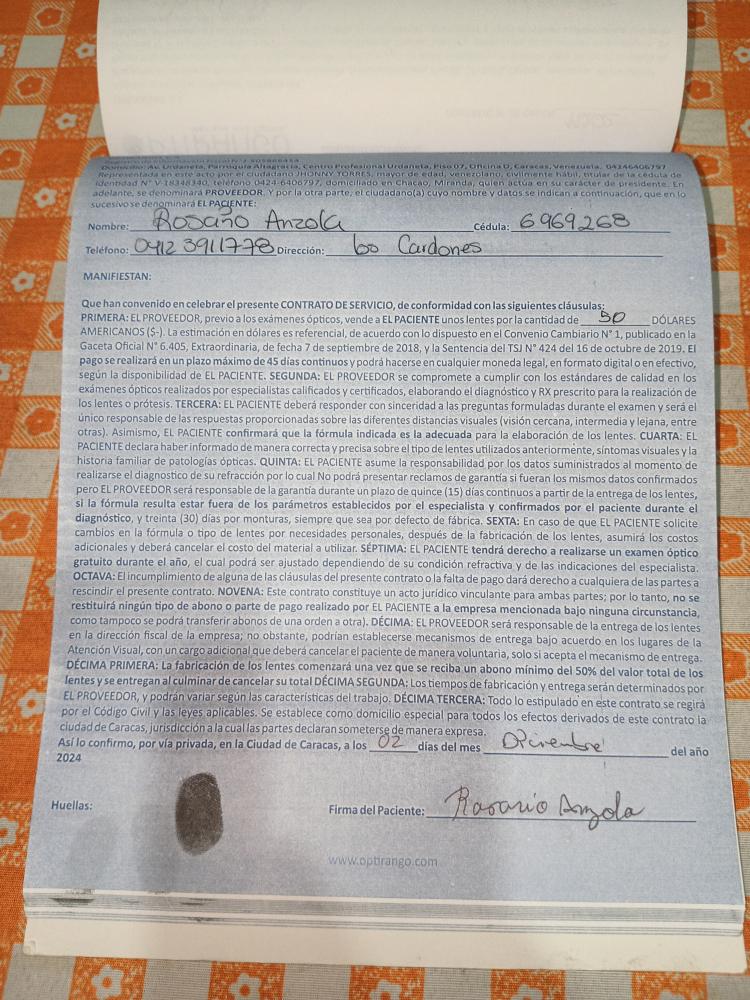 Domicilio: Av. Urdaneta, Parroquia Altagracia, Centro Profesional Urdaneta, Piso 07, Oficina D, Caracas, Venezuela. 04246406797
Representada en este acto por el ciudadano JHONNY TORRES, mayor de edad, venezolano, civilmente hábil, titular de la cédula de
identidad N° V-18348340, teléfono 0424-6406797, domiciliado en Chacao, Miranda, quien actúa en su carácter de presidente. En
adelante, se denominará PROVEEDOR. Y por la otra parte, el ciudadano(a) cuyo nombre y datos se indican a continuación, que en lo
sucesivo se denominará EL PACIENTE:
Nombre: Rosario Anzola Cédula: 6969268
Teléfono: 0412 3911778 Dirección: los Cardones
MANIFIESTAN:
Que han convenido en celebrar el presente CONTRATO DE SERVICIO, de conformidad con las siguientes cláusulas:
PRIMERA: EL PROVEEDOR, previo a los exámenes ópticos, vende a EL PACIENTE unos lentes por la cantidad de 50 DÓLARES
AMERICANOS ($-). La estimación en dólares es referencial, de acuerdo con lo dispuesto en el Convenio Cambiario N° 1, publicado en la
Gaceta Oficial N° 6.405, Extraordinaria, de fecha 7 de septiembre de 2018, y la Sentencia del TSJ N° 424 del 16 de octubre de 2019. El
pago se realizará en un plazo máximo de 45 días continuos y podrá hacerse en cualquier moneda legal, en formato digital o en efectivo,
según la disponibilidad de EL PACIENTE. SEGUNDA: EL PROVEEDOR se compromete a cumplir con los estándares de calidad en los
exámenes ópticos realizados por especialistas calificados y certificados, elaborando el diagnóstico y RX prescrito para la realización de
los lentes o prótesis. TERCERA: EL PACIENTE deberá responder con sinceridad a las preguntas formuladas durante el examen y será el
único responsable de las respuestas proporcionadas sobre las diferentes distancias visuales (visión cercana, intermedia y lejana, entre
otras). Asimismo, EL PACIENTE confirmará que la fórmula indicada es la adecuada para la elaboración de los lentes. CUARTA: EL
PACIENTE declara haber informado de manera correcta y precisa sobre el tipo de lentes utilizados anteriormente, síntomas visuales y la
historia familiar de patologías ópticas. QUINTA: EL PACIENTE asume la responsabilidad por los datos suministrados al momento de
realizarse el diagnostico de su refracción por lo cual No podrá presentar reclamos de garantía si fueran los mismos datos confirmados
pero EL PROVEEDOR será responsable de la garantía durante un plazo de quince (15) días continuos a partir de la entrega de los lentes,
si la fórmula resulta estar fuera de los parámetros establecidos por el especialista y confirmados por el paciente durante el
diagnóstico, y treinta (30) días por monturas, siempre que sea por defecto de fábrica. SEXTA: En caso de que EL PACIENTE solicite
cambios en la fórmula o tipo de lentes por necesidades personales, después de la fabricación de los lentes, asumirá los costos
adicionales y deberá cancelar el costo del material a utilizar. SÉPTIMA: EL PACIENTE tendrá derecho a realizarse un examen óptico
gratuito durante el año, el cual podrá ser ajustado dependiendo de su condición refractiva y de las indicaciones del especialista.
OCTAVA: El incumplimiento de alguna de las cláusulas del presente contrato o la falta de pago dará derecho a cualquiera de las partes a
rescindir el presente contrato. NOVENA: Este contrato constituye un acto jurídico vinculante para ambas partes; por lo tanto, no se
restituirá ningún tipo de abono o parte de pago realizado por EL PACIENTE a la empresa mencionada bajo ninguna circunstancia,
como tampoco se podrá transferir abonos de una orden a otra). DÉCIMA: EL PROVEEDOR será responsable de la entrega de los lentes
en la dirección fiscal de la empresa; no obstante, podrían establecerse mecanismos de entrega bajo acuerdo en los lugares de la
Atención Visual, con un cargo adicional que deberá cancelar el paciente de manera voluntaria, solo si acepta el mecanismo de entrega.
DÉCIMA PRIMERA: La fabricación de los lentes comenzará una vez que se reciba un abono mínimo del 50% del valor total de los
lentes y se entregan al culminar de cancelar su total DÉCIMA SEGUNDA: Los tiempos de fabricación y entrega serán determinados por
EL PROVEEDOR, y podrán variar según las características del trabajo. DÉCIMA TERCERA: Todo lo estipulado en este contrato se regirá
por el Código Civil y las leyes aplicables. Se establece como domicilio especial para todos los efectos derivados de este contrato la
ciudad de Caracas, jurisdicción a la cual las partes declaran someterse de manera expresa.
Así lo confirmo, por vía privada, en la Ciudad de Caracas, a los 02 días del mes Diciembre del año
2024
Huellas:
Firma del Paciente: Rosario Anzola
www.optirango.com